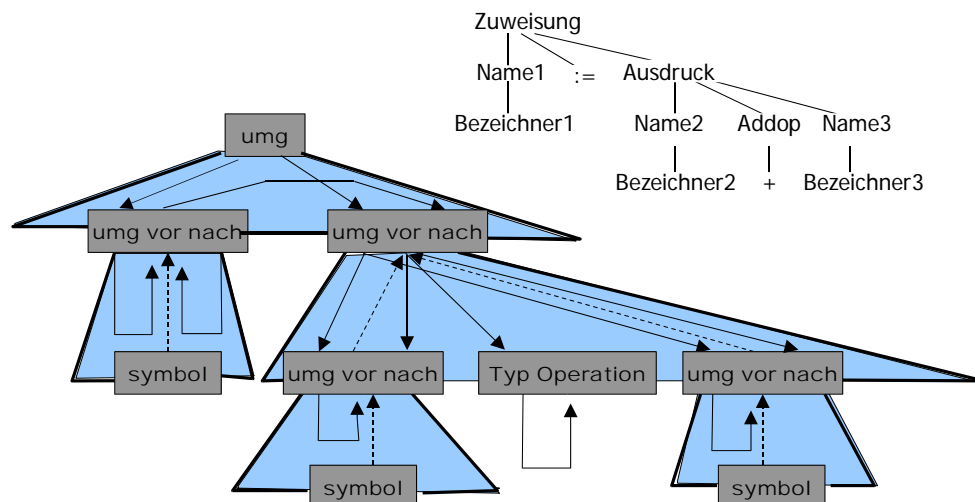 Zuweisung
Name1 := Ausdruck
Bezeichner1 Name2 Addop Name3
umg
Bezeichner2 + Bezeichner3
umg vor nach umg vor nach
symbol umg vor nach Typ Operation umg vor nach
symbol symbol